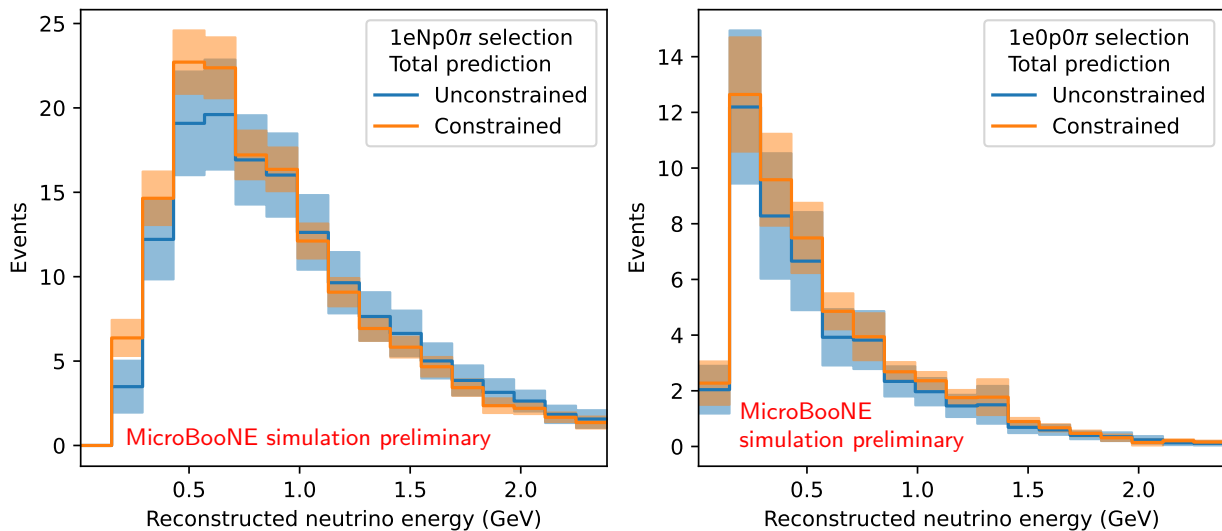 1eNp0π selection
Total prediction
Unconstrained
Constrained
25
20
15
10
5
0
Events
MicroBooNE simulation preliminary
0.5
1.0
1.5
2.0
Reconstructed neutrino energy (GeV)
1e0p0π selection
Total prediction
Unconstrained
Constrained
14
12
10
8
6
4
2
0
Events
MicroBooNE
simulation preliminary
0.5
1.0
1.5
2.0
Reconstructed neutrino energy (GeV)